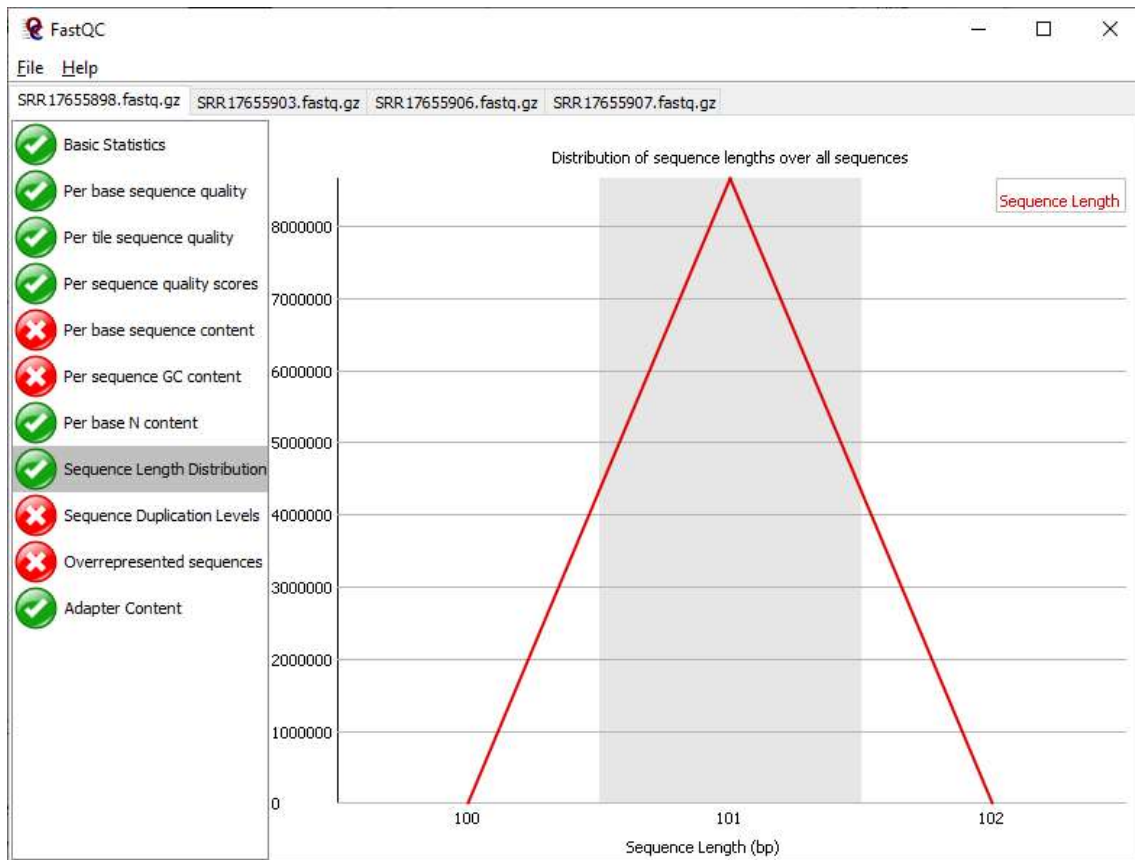 FastQC
File Help
SRR17655898.fastq.gz SRR17655903.fastq.gz SRR17655906.fastq.gz SRR17655907.fastq.gz
Basic Statistics
Per base sequence quality
Per tile sequence quality
Per sequence quality scores
Per base sequence content
Per sequence GC content
Per base N content
Sequence Length Distribution
Sequence Duplication Levels
Overrepresented sequences
Adapter Content
Distribution of sequence lengths over all sequences
Sequence Length
8000000
7000000
6000000
5000000
4000000
3000000
2000000
1000000
0
100 101 102
Sequence Length (bp)